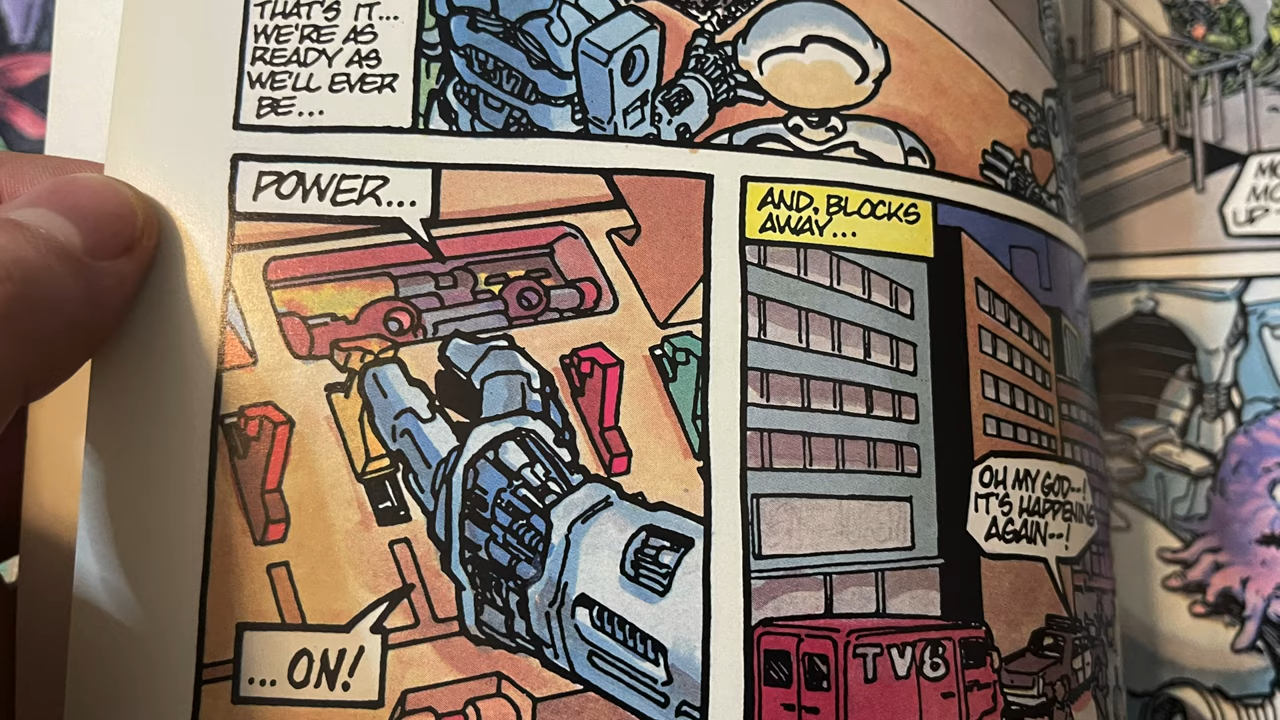 THAT'S IT...
WE'RE AS
READY AS
WE'LL EVER
BE...
POWER...
...ON!
AND, BLOCKS
AWAY...
OH MY GOD--!
IT'S HAPPENING
AGAIN--!
TV6
UP